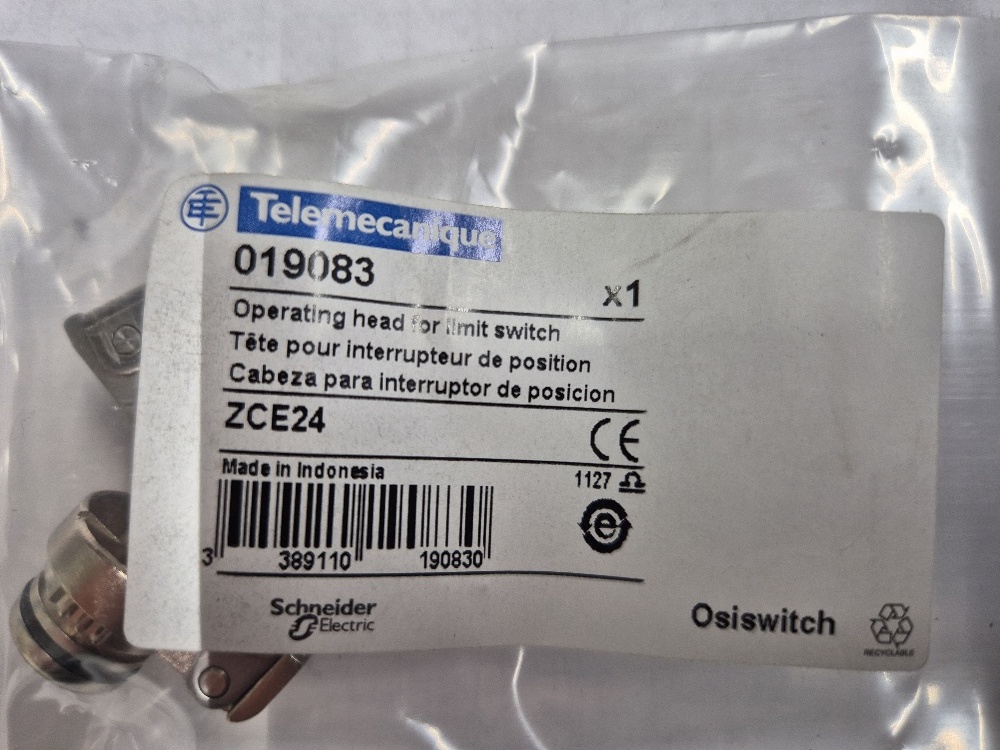 Telemecanique
019083
x1
Operating head for limit switch
Tête pour interrupteur de position
Cabeza para interruptor de posicion
ZCE24
CE
Made in Indonesia
1127
e
3 389110 190830
Schneider
Electric
Osiswitch
RECYCLABLE